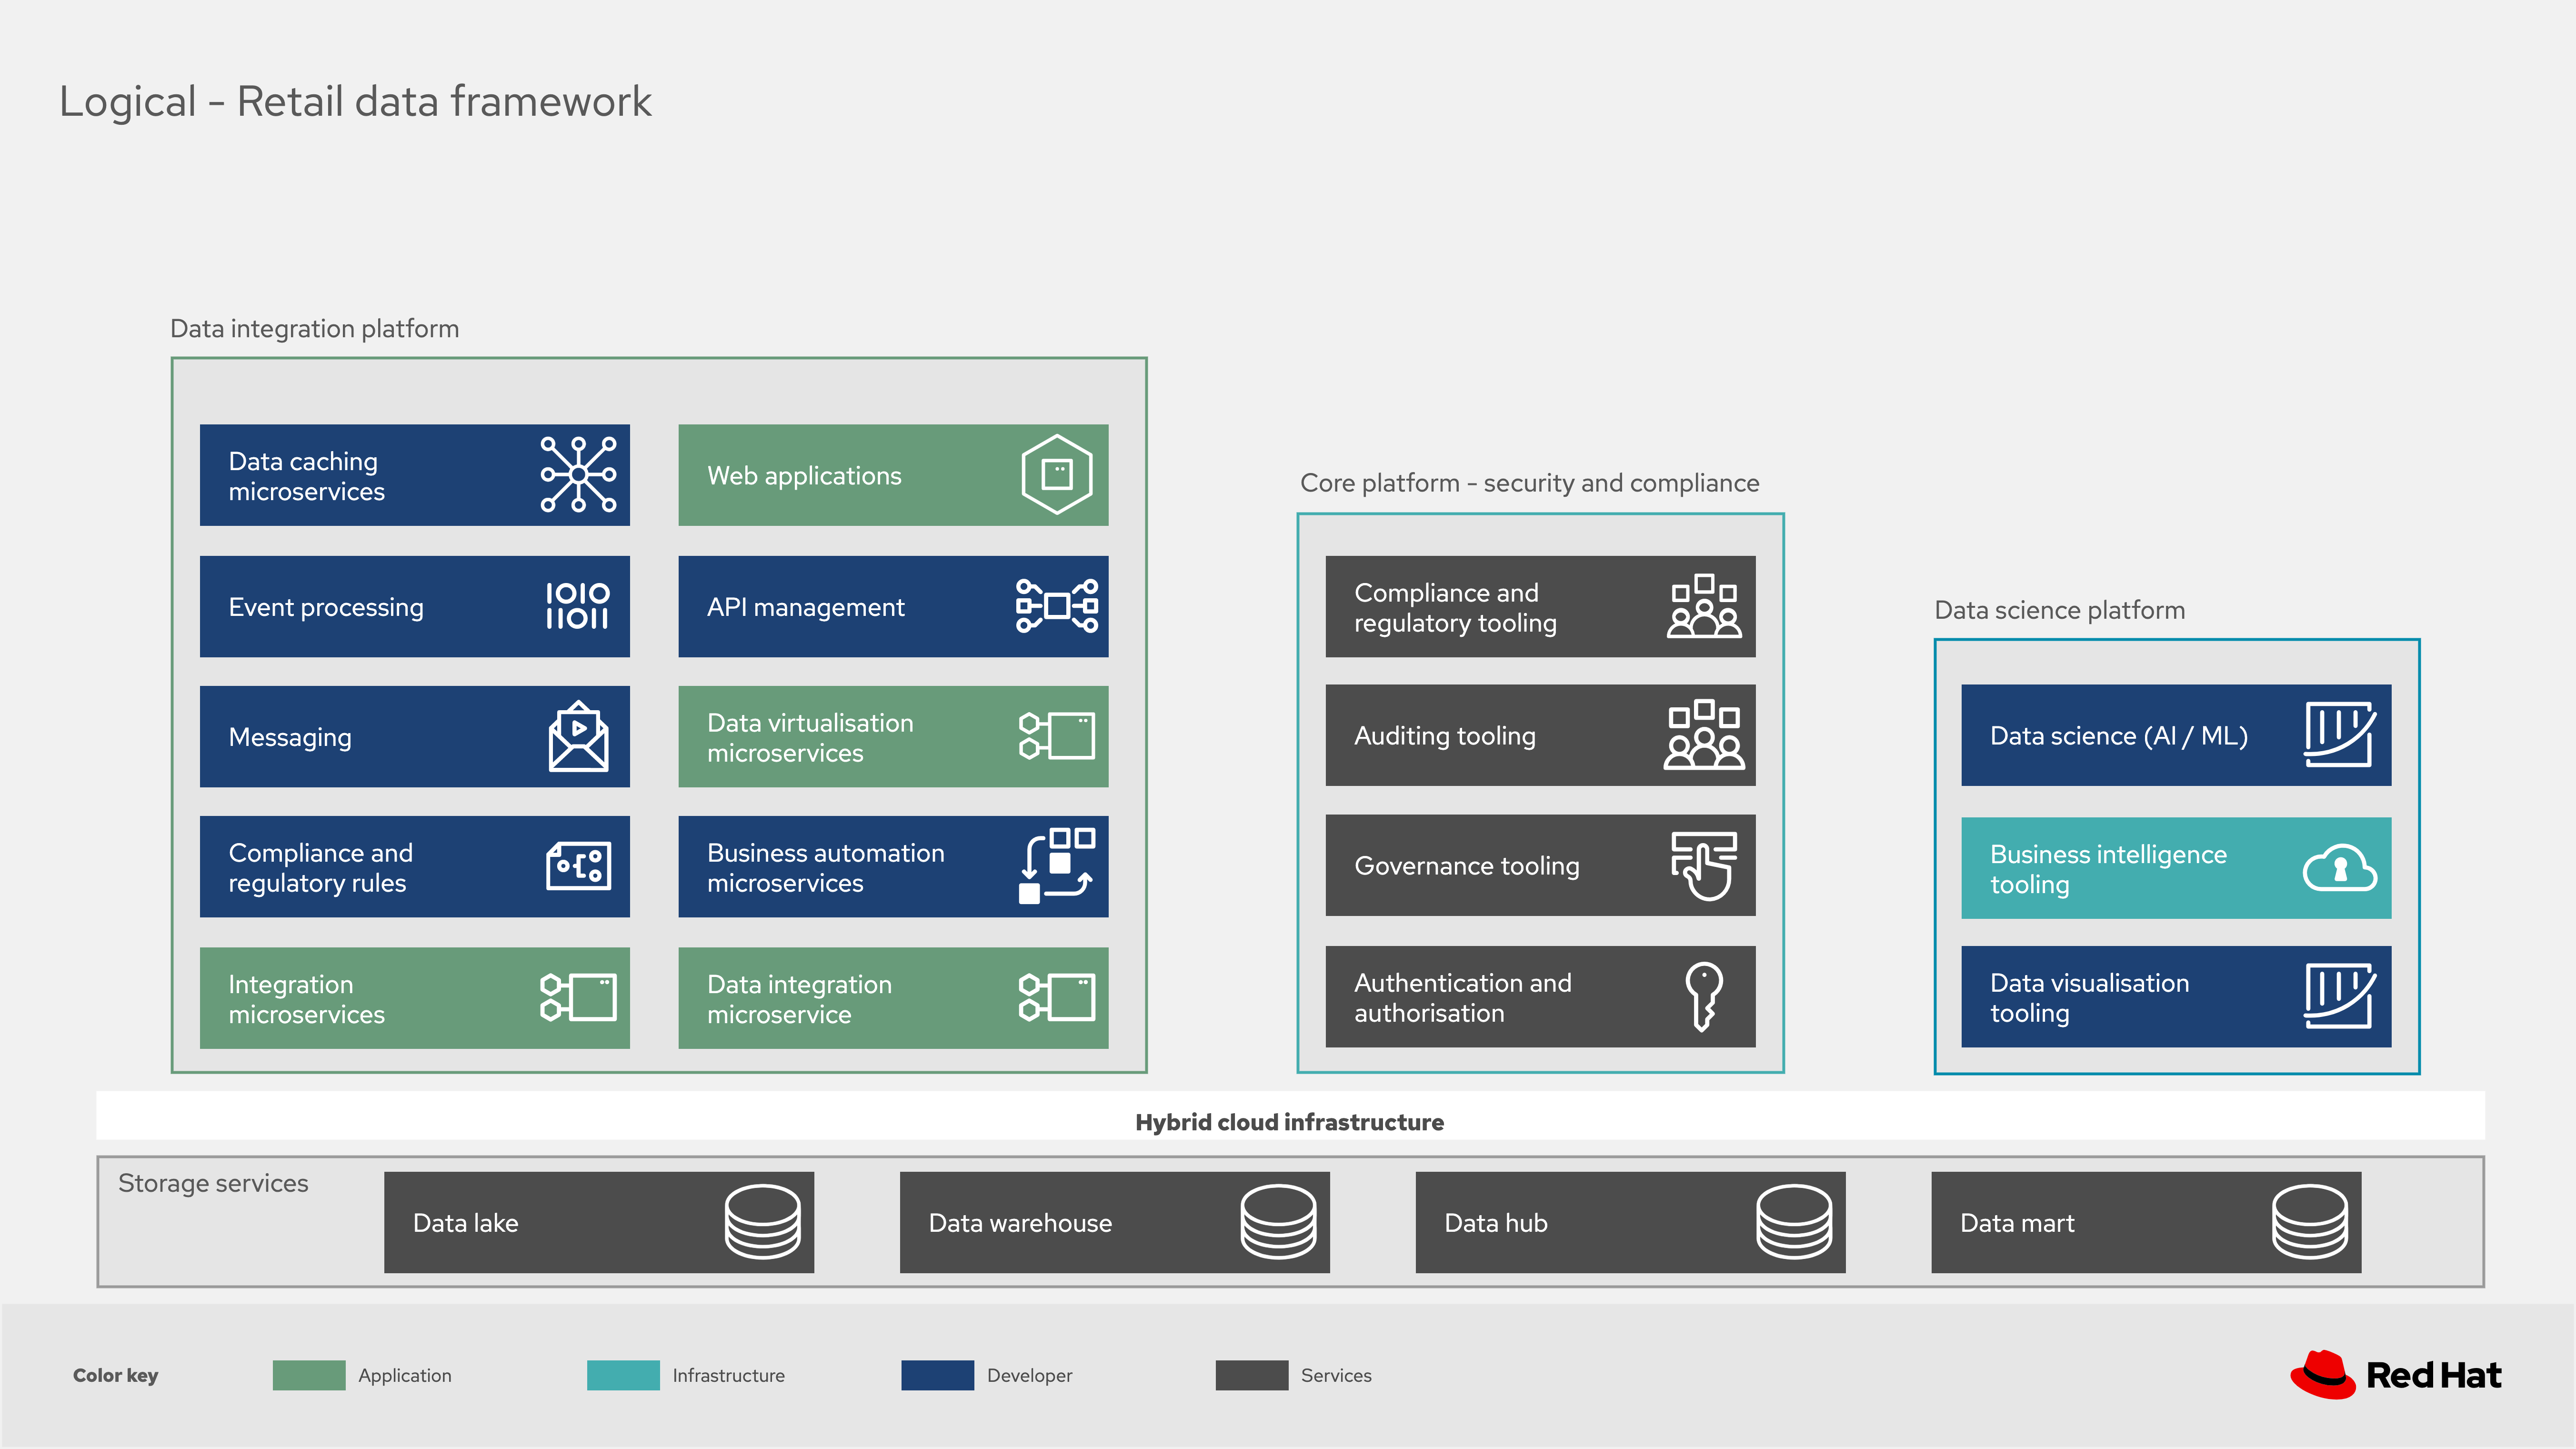 Logical - Retail data framework
Data integration platform
Data caching
microservices
Web applications
Event processing
IOIO
IIOII
API management
Messaging
Data virtualisation
microservices
Compliance and
regulatory rules
Business automation
microservices
Integration
microservices
Data integration
microservice
Core platform - security and compliance
Compliance and
regulatory tooling
Auditing tooling
Governance tooling
Authentication and
authorisation
Data science platform
Data science (AI / ML)
Business intelligence
tooling
Data visualisation
tooling
Hybrid cloud infrastructure
Storage services
Data lake
Data warehouse
Data hub
Data mart
Color key
Application
Infrastructure
Developer
Services
Red Hat